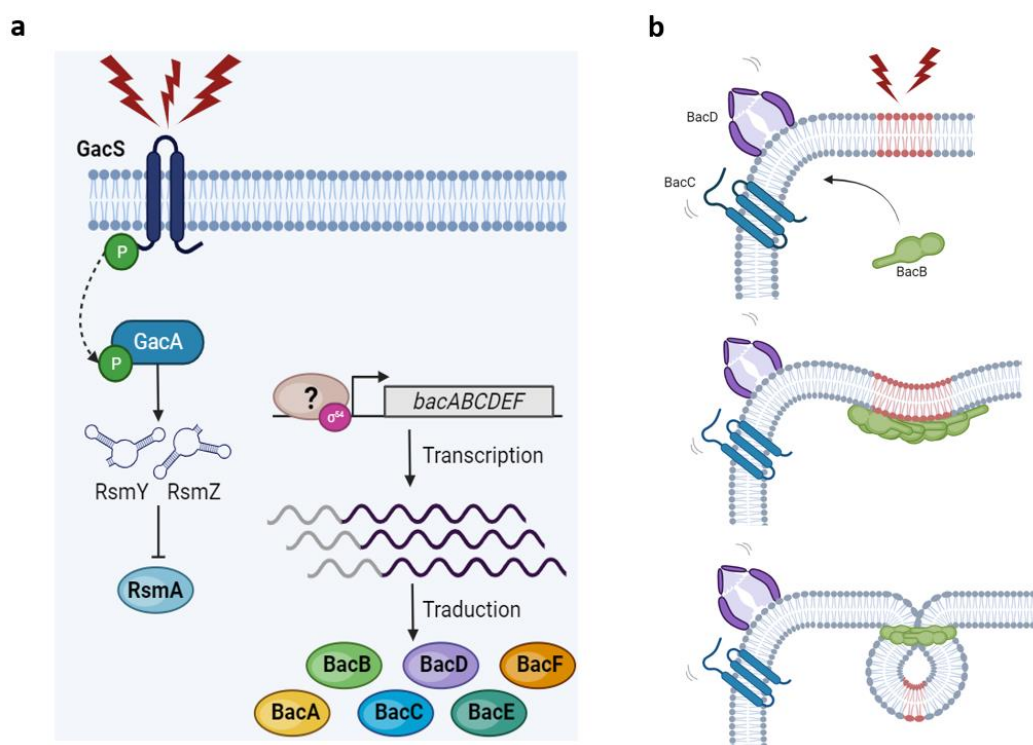 a
GacS
P
GacA
P
RsmY RsmZ
RsmA
?
σ54
bacABCDEF
Transcription
Traduction
BacB BacD BacF
BacA BacC BacE
b
BacD
BacC
BacB